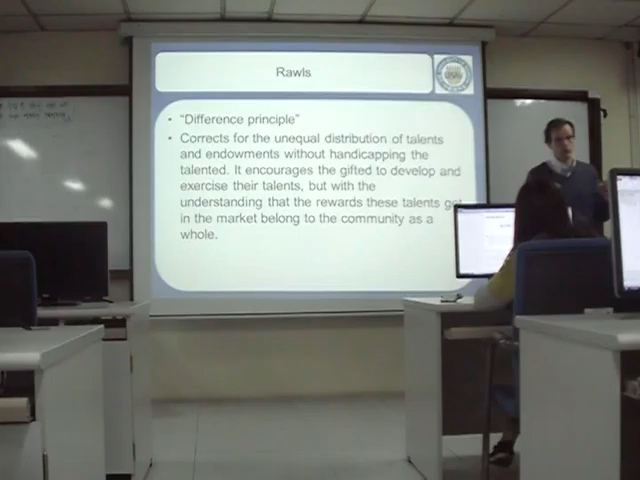 Rawls
• "Difference principle"
• Corrects for the unequal distribution of talents
and endowments without handicapping the
talented. It encourages the gifted to develop and
exercise their talents, but with the
understanding that the rewards these talents get
in the market belong to the community as a
whole.